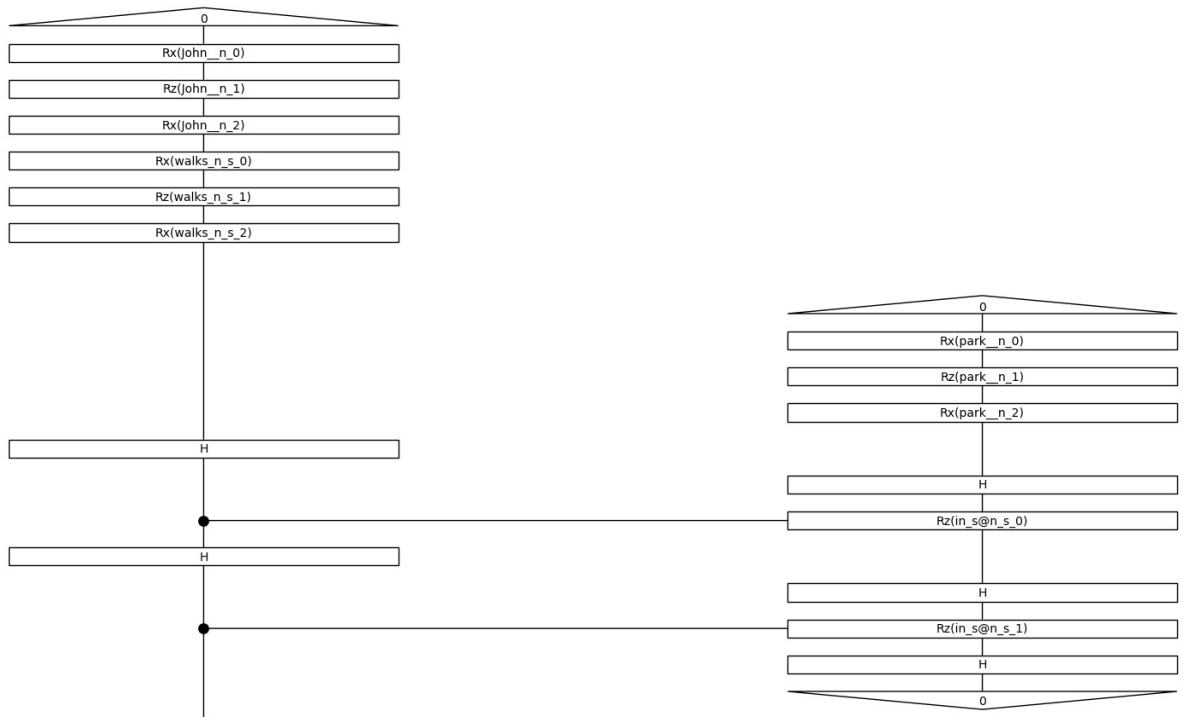 0
Rx(John__n_0)
Rz(John__n_1)
Rx(John__n_2)
Rx(walks_n_s_0)
Rz(walks_n_s_1)
Rx(walks_n_s_2)
0
Rx(park__n_0)
Rz(park__n_1)
Rx(park__n_2)
H
H
Rz(in_s@n_s_0)
H
H
Rz(in_s@n_s_1)
H
0